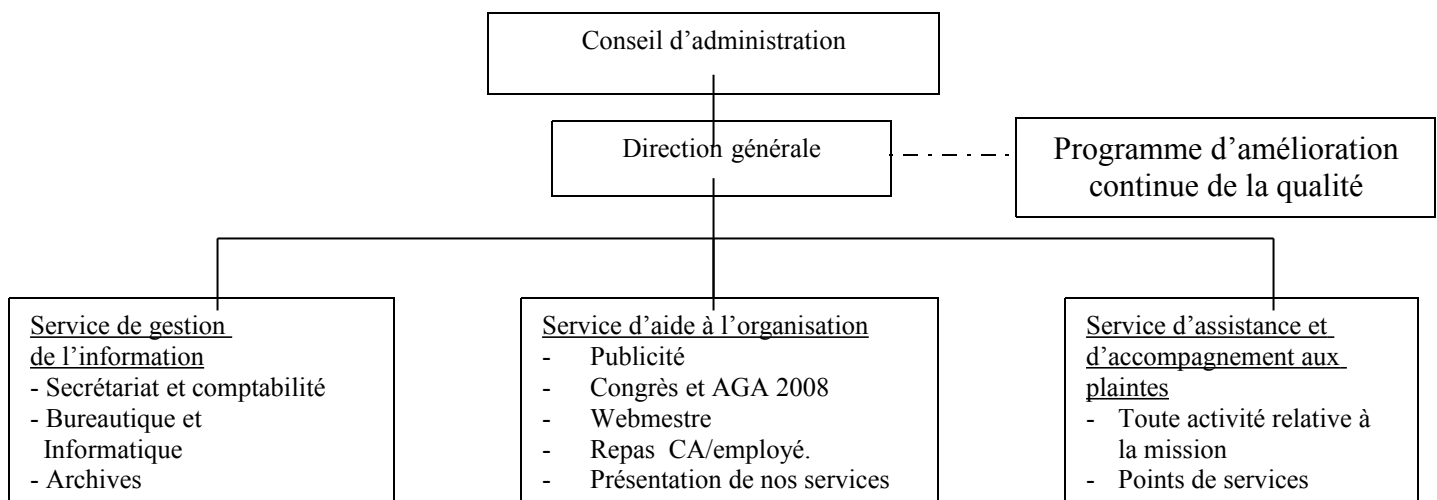 Conseil d’administration
Direction générale
Programme d’amélioration
continue de la qualité
Service de gestion
de l’information
- Secrétariat et comptabilité
- Bureautique et
Informatique
- Archives
Service d’aide à l’organisation
- Publicité
- Congrès et AGA 2008
- Webmestre
- Repas CA/employé.
- Présentation de nos services
Service d’assistance et
d’accompagnement aux
plaintes
- Toute activité relative à
la mission
- Points de services